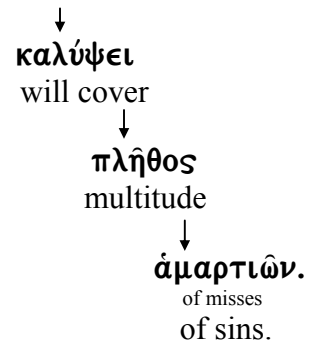 καλύψει
will cover
πλῆθος
multitude
ἁμαρτιῶν.
of misses
of sins.